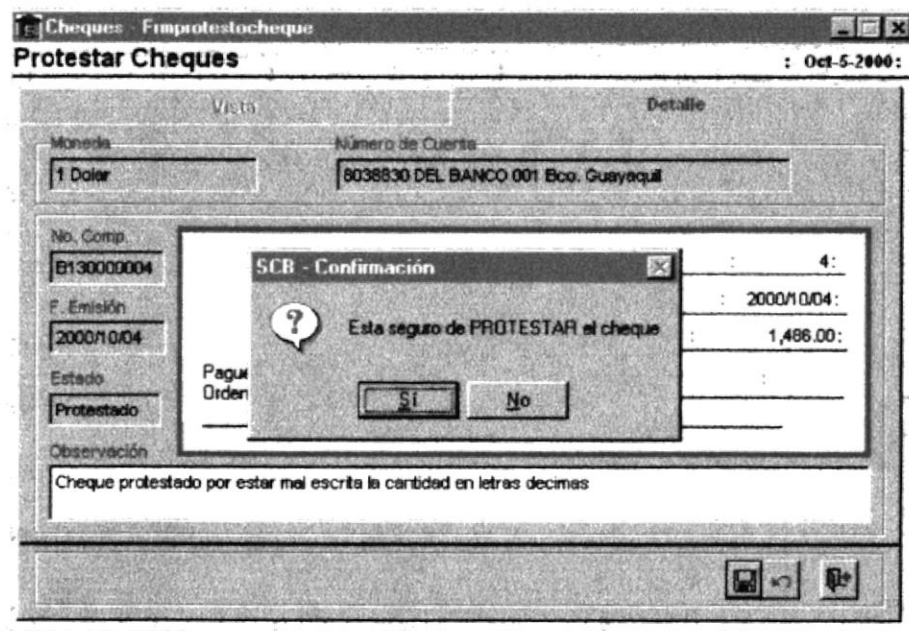 Cheques - Frmprotestocheque
Protestar Cheques
: Oct-5-2000:
Vista
Detalle
Moneda
Número de Cuenta
1 Dolar
8038830 DEL BANCO 001 Bco. Guayaquil
No. Comp.
B130000004
: 4:
F. Emisión
2000/10/04
: 2000/10/04:
: 1,486.00:
SCB - Confirmación
Esta seguro de PROTESTAR el cheque
Sí
No
Estado
Protestado
Pague
Orden
:
Observación
Cheque protestado por estar mal escrita la cantidad en letras decimas